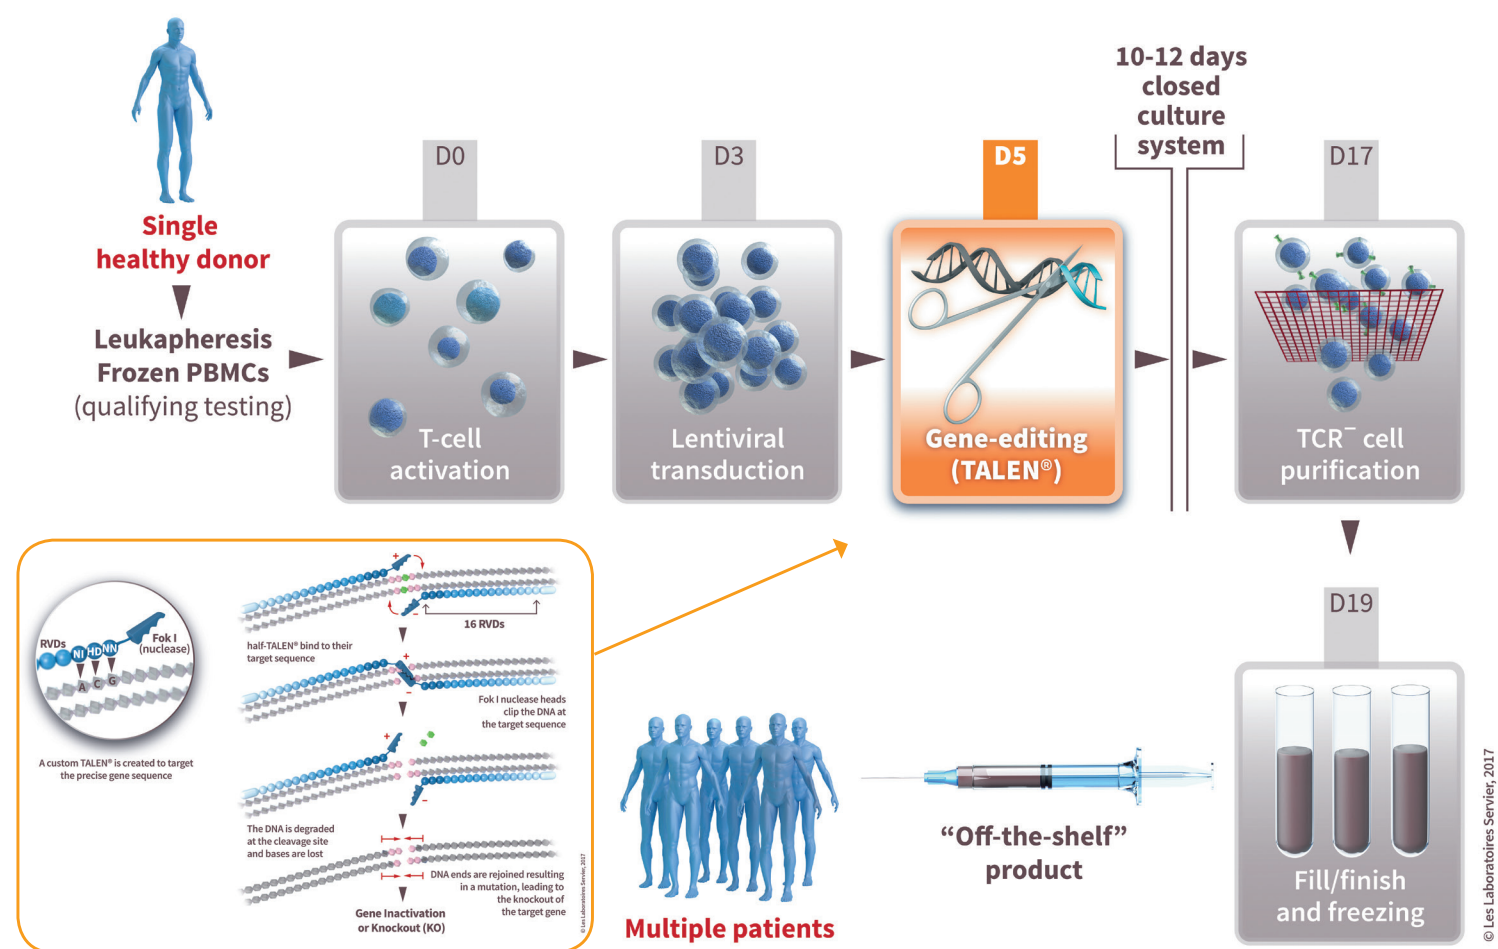 Single
healthy donor
Leukapheresis
Frozen PBMCs
(qualifying testing)
D0
T-cell
activation
D3
Lentiviral
transduction
D5
Gene-editing
(TALEN®)
10-12 days
closed
culture
system
D17
TCR⁻ cell
purification
D19
Fill/finish
and freezing
"Off-the-shelf"
product
Multiple patients
RVDs
NI HD NN
Fok I
(nuclease)
A C G
A custom TALEN® is created to target
the precise gene sequence
+
−
16 RVDs
half-TALEN® bind to their
target sequence
+
−
Fok I nuclease heads
clip the DNA at
the target sequence
+
−
The DNA is degraded
at the cleavage site
and bases are lost
DNA ends are rejoined resulting
in a mutation, leading to
the knockout of
the target gene
Gene Inactivation
or Knockout (KO)
© Les Laboratoires Servier, 2017
© Les Laboratoires Servier, 2017